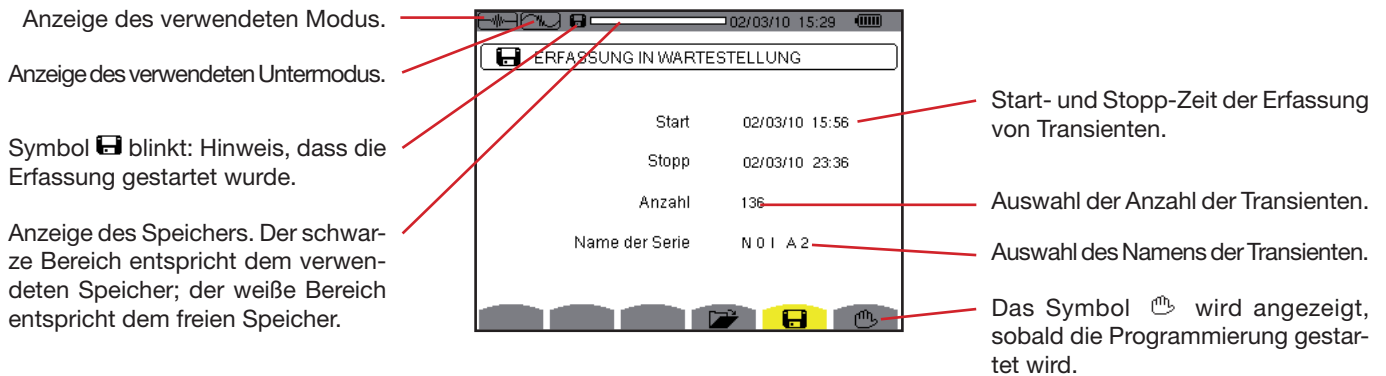 Anzeige des verwendeten Modus.
Anzeige des verwendeten Untermodus.
Symbol blinkt: Hinweis, dass die
Erfassung gestartet wurde.
Anzeige des Speichers. Der schwar-
ze Bereich entspricht dem verwen-
deten Speicher; der weiße Bereich
entspricht dem freien Speicher.
02/03/10 15:29
ERFASSUNG IN WARTESTELLUNG
Start 02/03/10 15:56
Stopp 02/03/10 23:36
Anzahl 136
Name der Serie N 0 I A 2
Start- und Stopp-Zeit der Erfassung
von Transienten.
Auswahl der Anzahl der Transienten.
Auswahl des Namens der Transienten.
Das Symbol wird angezeigt,
sobald die Programmierung gestar-
tet wird.